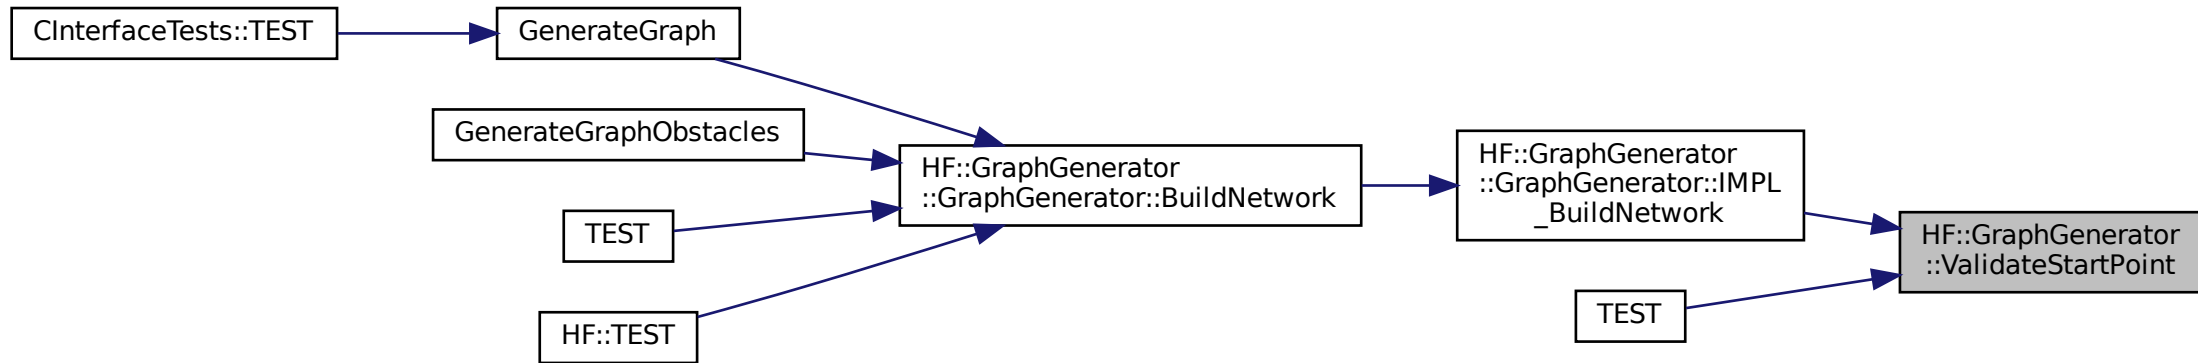 CInterfaceTests::TEST
GenerateGraph
GenerateGraphObstacles
TEST
HF::TEST
HF::GraphGenerator
::GraphGenerator::BuildNetwork
HF::GraphGenerator
::GraphGenerator::IMPL
_BuildNetwork
TEST
HF::GraphGenerator
::ValidateStartPoint